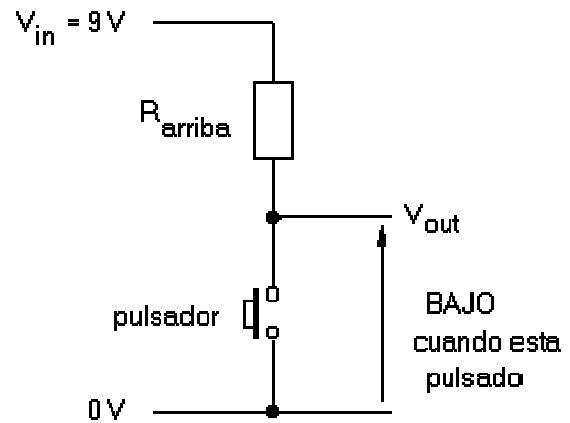 Vin = 9 V
Rarriba
Vout
pulsador
BAJO
cuando esta
pulsado
0 V